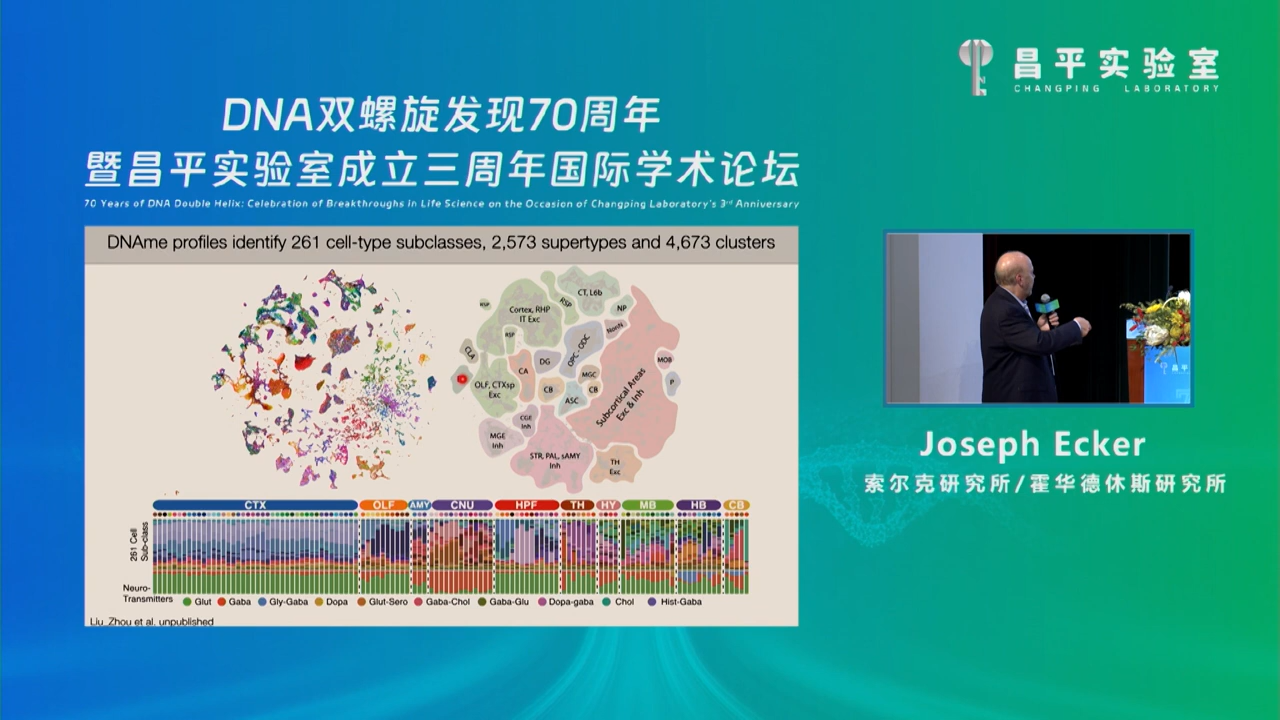 昌平实验室
CHANGPING LABORATORY
DNA双螺旋发现70周年
暨昌平实验室成立三周年国际学术论坛
70 Years of DNA Double Helix: Celebration of Breakthroughs in Life Science on the Occasion of Changping Laboratory's 3rd Anniversary
DNAme profiles identify 261 cell-type subclasses, 2,573 supertypes and 4,673 clusters
CT, L6b
RSP
NP
Cortex, RHP
IT Exc
NonN
RSP
OPC - ODC
CLA
DG
MOB
CA
MGC
P
OLF, CTXsp
Exc
CB
CB
ASC
Subcortical Areas
Exc & Inh
CGE
Inh
MGE
Inh
STR, PAL, sAMY
Inh
TH
Exc
CTX OLF AMY CNU HPF TH HY MB HB CB
261 Cell
Sub-class
Neuro-
Transmitters
Glut Gaba Gly-Gaba Dopa Glut-Sero Gaba-Chol Gaba-Glu Dopa-gaba Chol Hist-Gaba
Liu_Zhou et al. unpublished
昌平
Joseph Ecker
索尔克研究所/霍华德休斯研究所